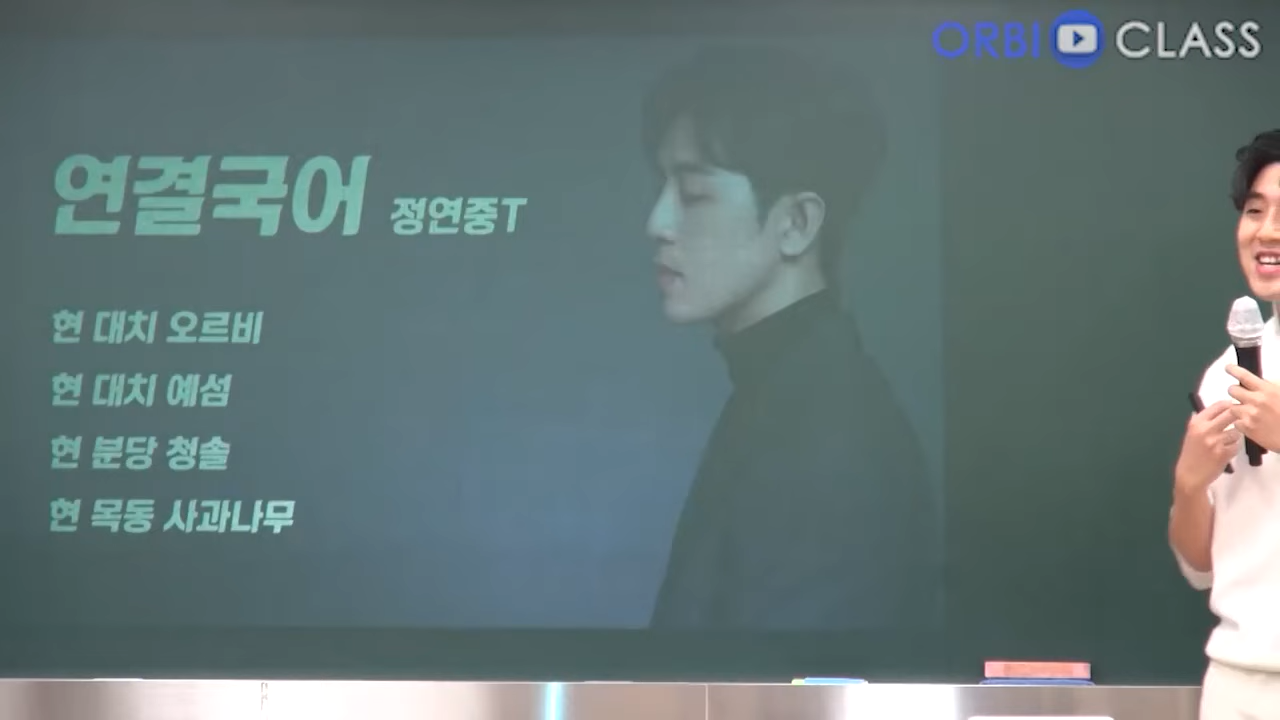 ORBI CLASS
연결국어 정연중T
현 대치 오르비
현 대치 예섬
현 분당 청솔
현 목동 사과나무